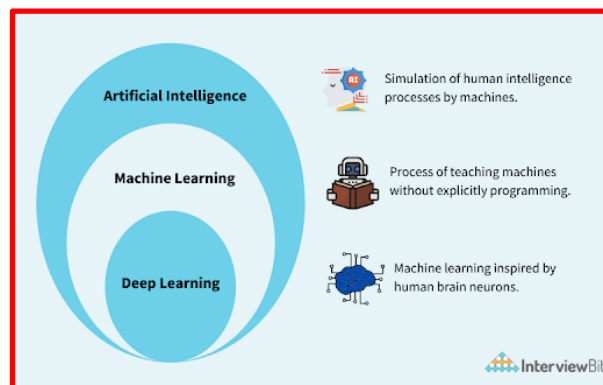 Artificial Intelligence
Machine Learning
Deep Learning
AI
Simulation of human intelligence
processes by machines.
Process of teaching machines
without explicitly programming.
Machine learning inspired by
human brain neurons.
InterviewBit